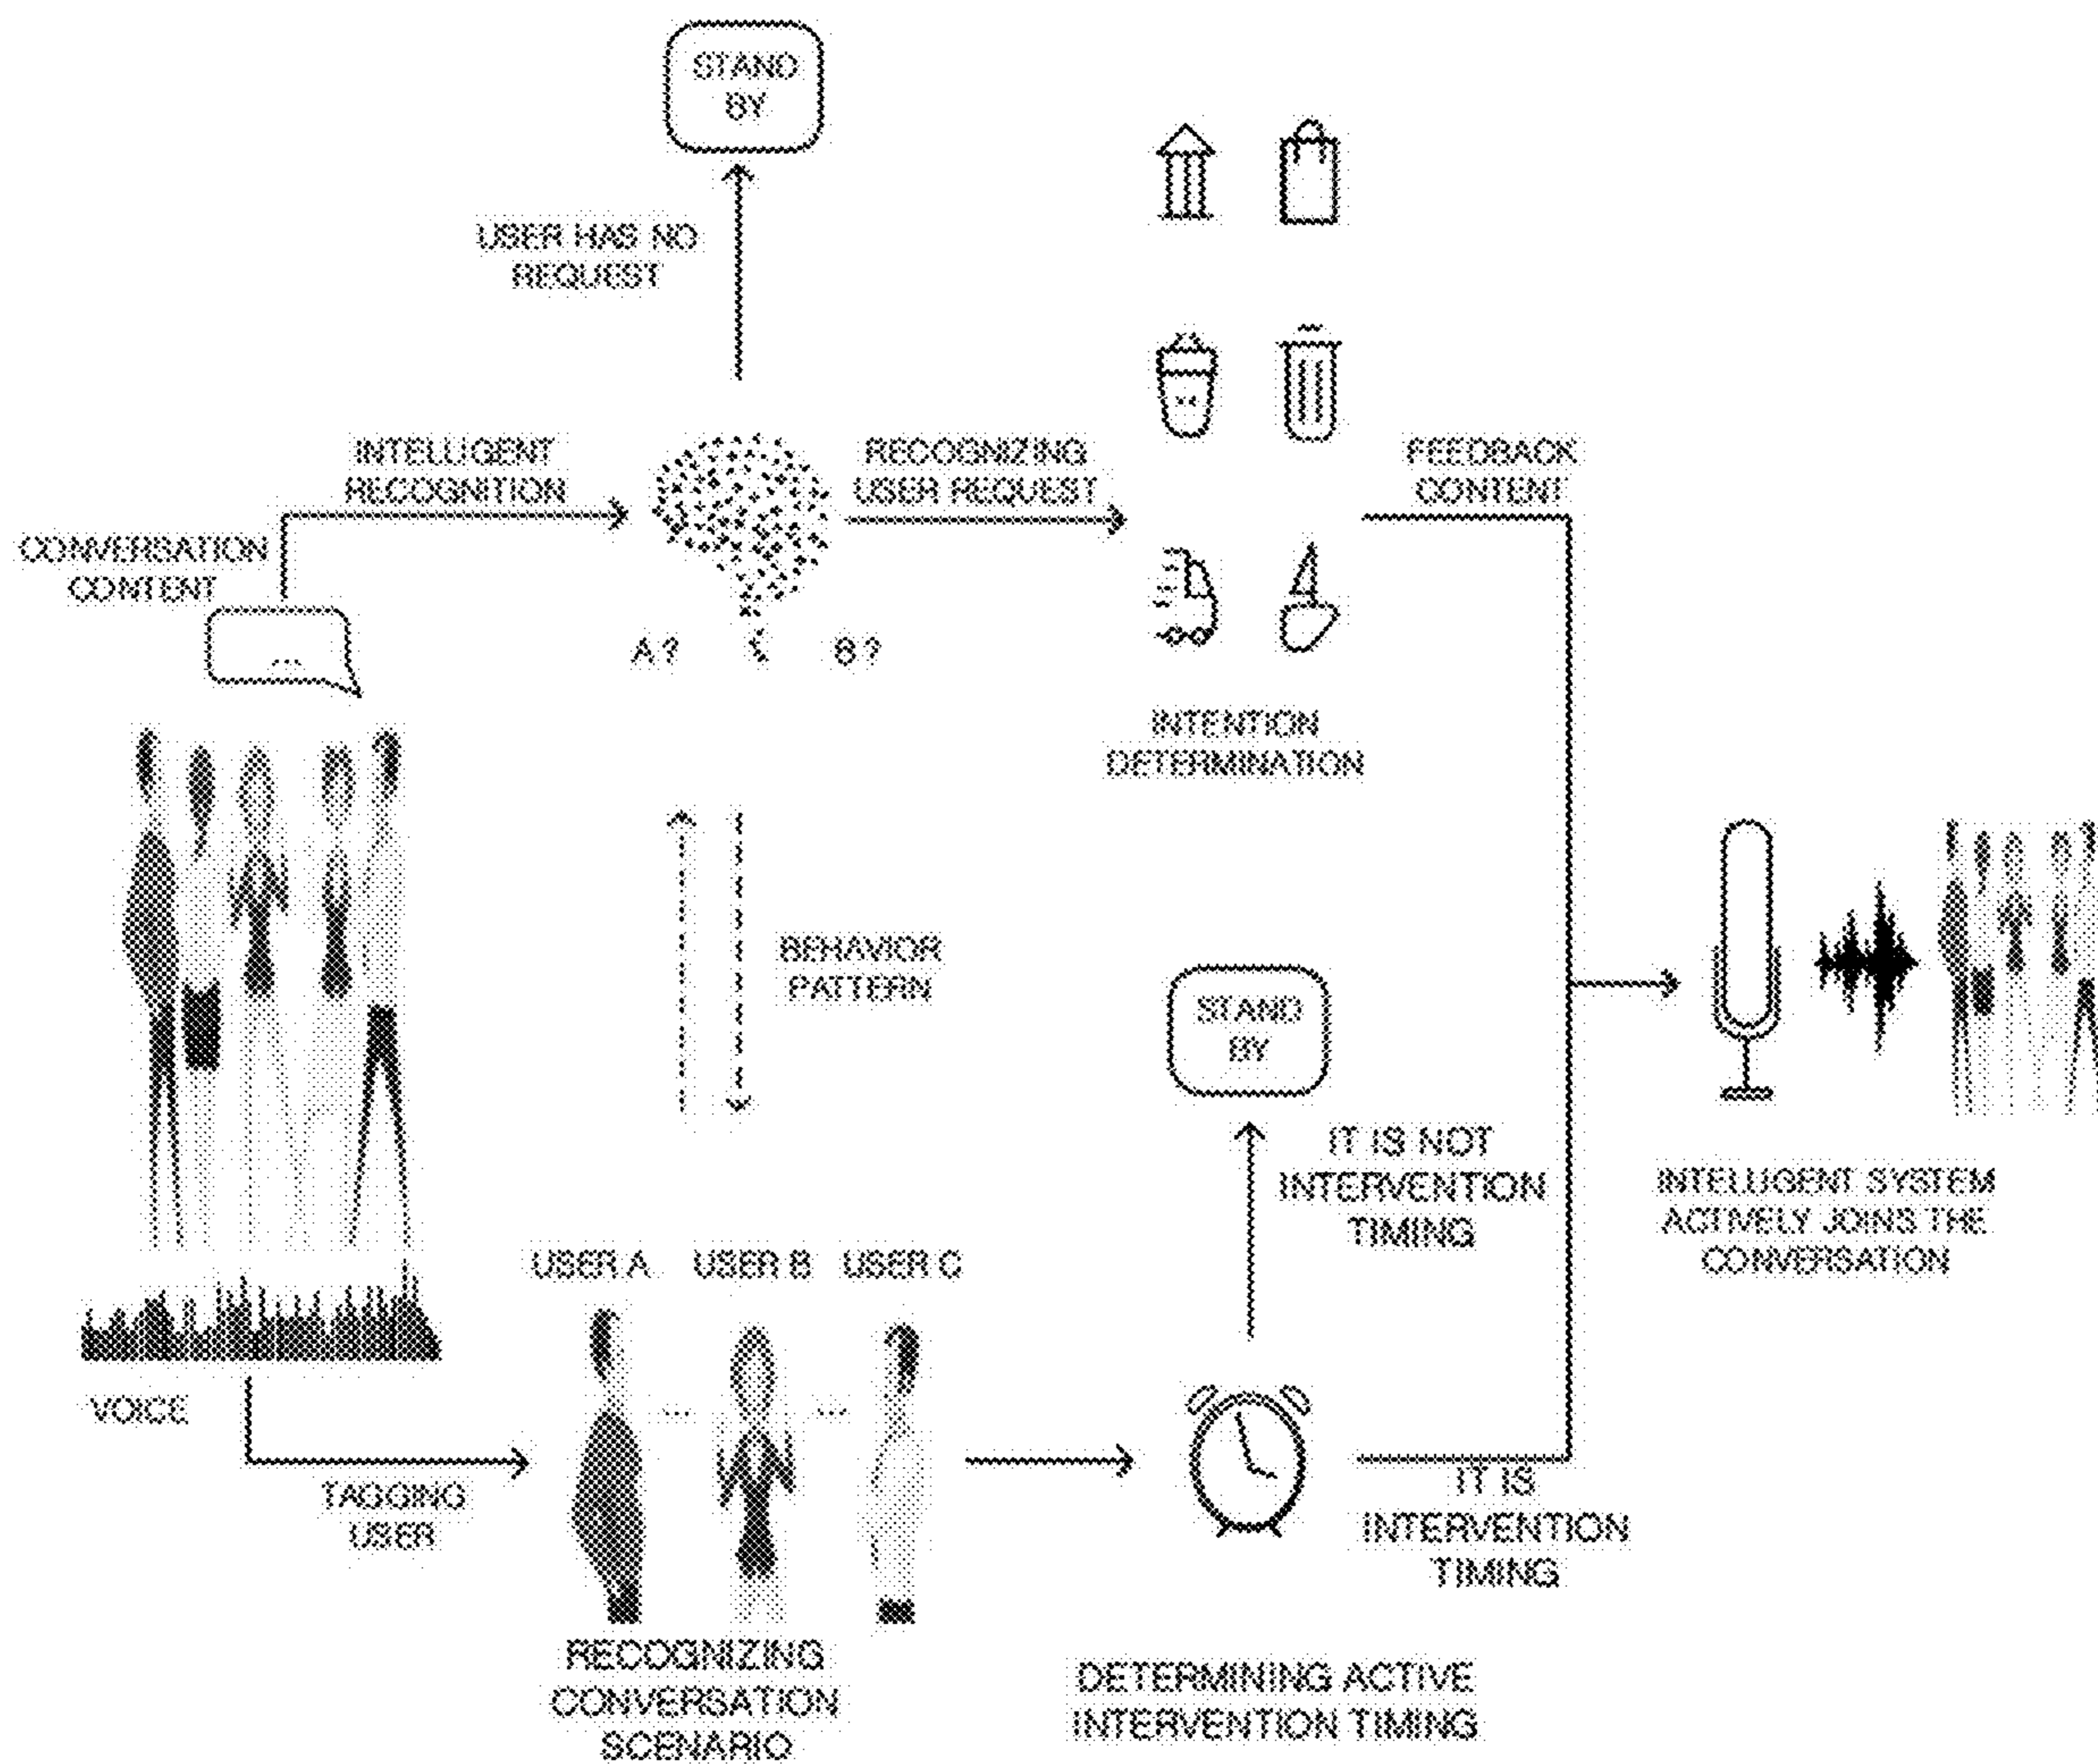 STAND
BY
USER HAS NO
REQUEST
INTELLIGENT
RECOGNITION
RECOGNIZING
USER REQUEST
FEEDBACK
CONTENT
CONVERSATION
CONTENT
...
A?
B?
INTENTION
DETERMINATION
BEHAVIOR
PATTERN
STAND
BY
IT IS NOT
INTERVENTION
TIMING
INTELLIGENT SYSTEM
ACTIVELY JOINS THE
CONVERSATION
USER A
USER B
USER C
VOICE
...
...
TAGGING
USER
IT IS
INTERVENTION
TIMING
RECOGNIZING
CONVERSATION
SCENARIO
DETERMINING ACTIVE
INTERVENTION TIMING